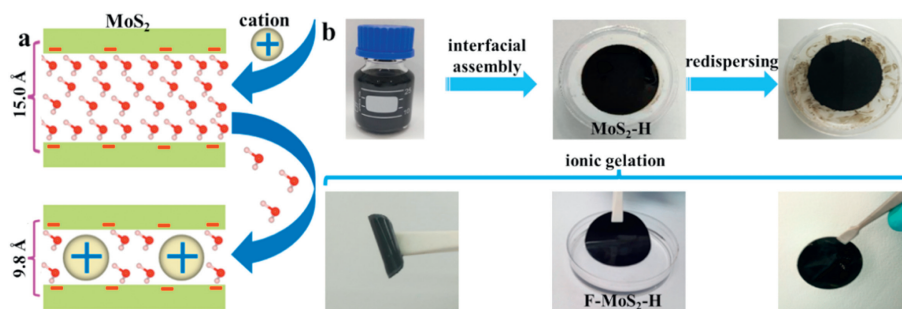 a
MoS2
cation
+
15.0 Å
9.8 Å
+ +
b
interfacial
assembly
MoS2-H
redispersing
ionic gelation
F-MoS2-H